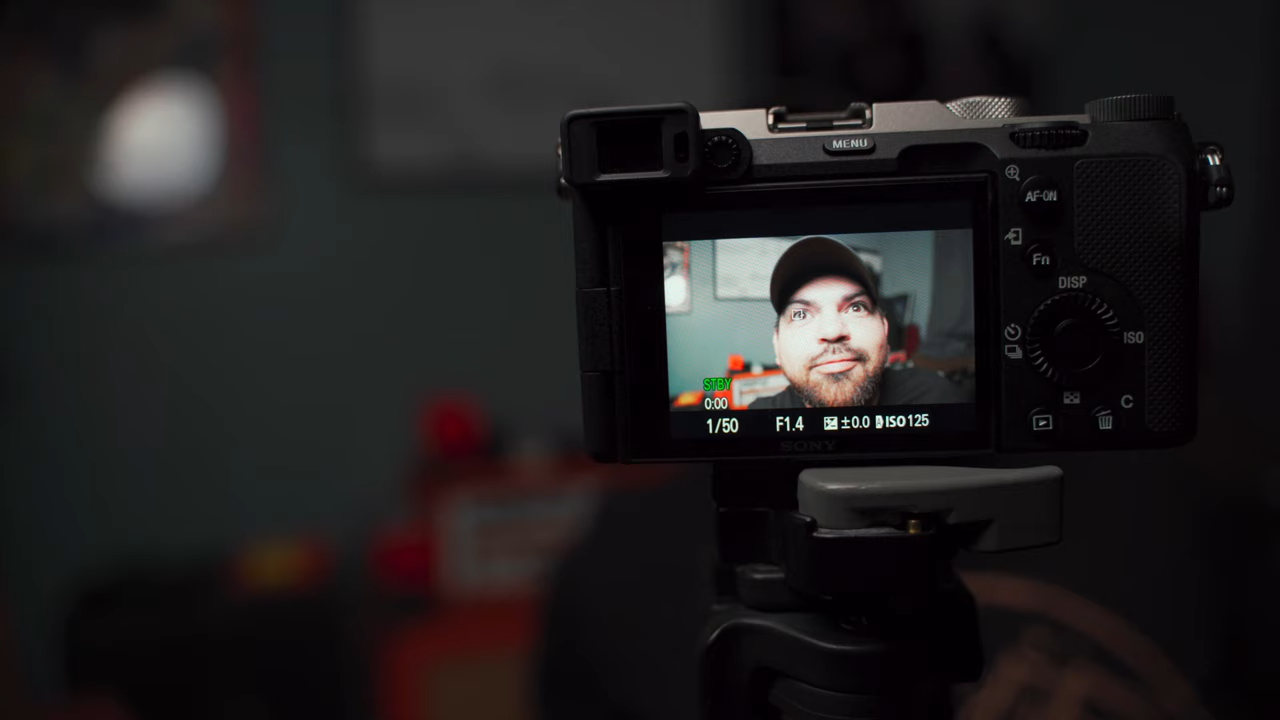 MENU
AF-ON
Fn
DISP
ISO
STBY
0:00
1/50 F1.4 ±0.0 ISO 125
C
SONY